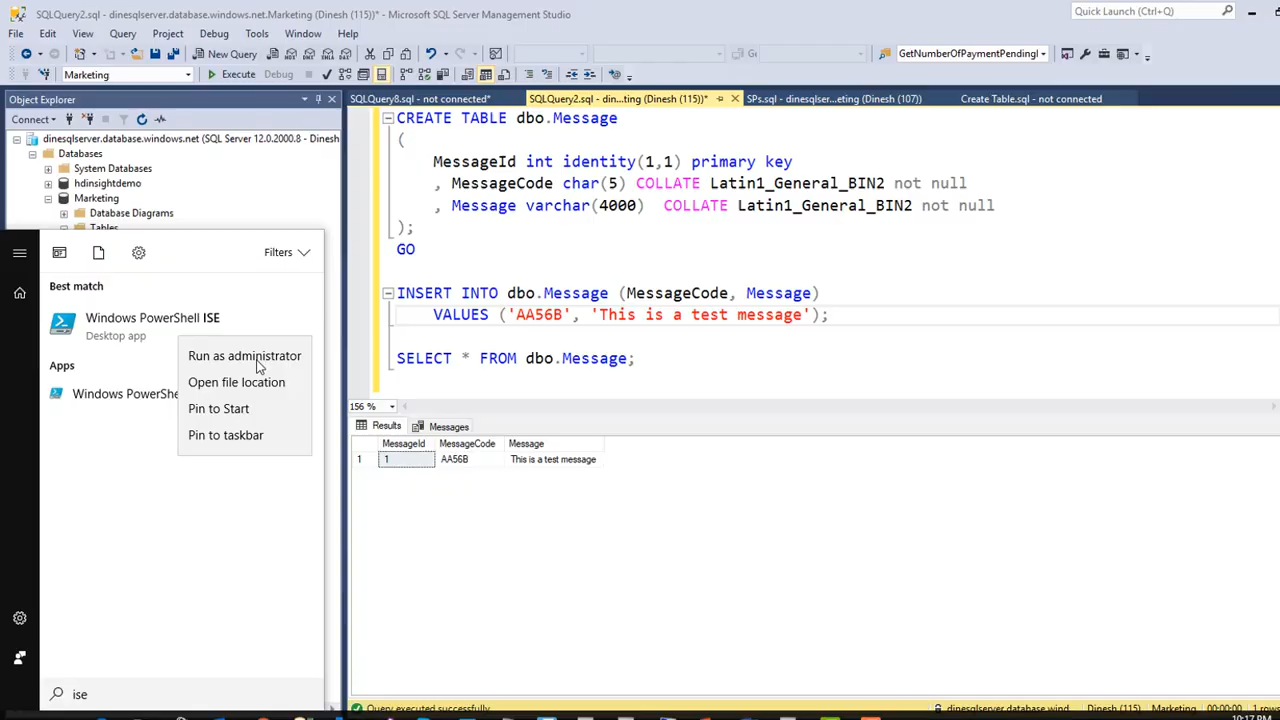 SQLQuery2.sql - dinesqlserver.database.windows.net.Marketing (Dinesh (115))* - Microsoft SQL Server Management Studio
Quick Launch (Ctrl+Q)
File Edit View Query Project Debug Tools Window Help
New Query
GetNumberOfPaymentPendingI
Marketing
Execute Debug
Object Explorer
SQLQuery8.sql - not connected* SQLQuery2.sql - din...ting (Dinesh (115))* SPs.sql - dinesqlser...eting (Dinesh (107)) Create Table.sql - not connected
Connect
dinesqlserver.database.windows.net (SQL Server 12.0.2000.8 - Dinesh
Databases
System Databases
hdinsightdemo
Marketing
Database Diagrams
Tables
CREATE TABLE dbo.Message
(
MessageId int identity(1,1) primary key
, MessageCode char(5) COLLATE Latin1_General_BIN2 not null
, Message varchar(4000) COLLATE Latin1_General_BIN2 not null
);
GO
INSERT INTO dbo.Message (MessageCode, Message)
VALUES ('AA56B', 'This is a test message');
SELECT * FROM dbo.Message;
156 %
Results Messages
MessageId MessageCode Message
1 1 AA56B This is a test message
Filters
Best match
Windows PowerShell ISE
Desktop app
Apps
Windows PowerShe
Run as administrator
Open file location
Pin to Start
Pin to taskbar
ise
Query executed successfully. dinesqlserver.database.wind... Dinesh (115) Marketing 00:00:00 1 rows
10:17 PM